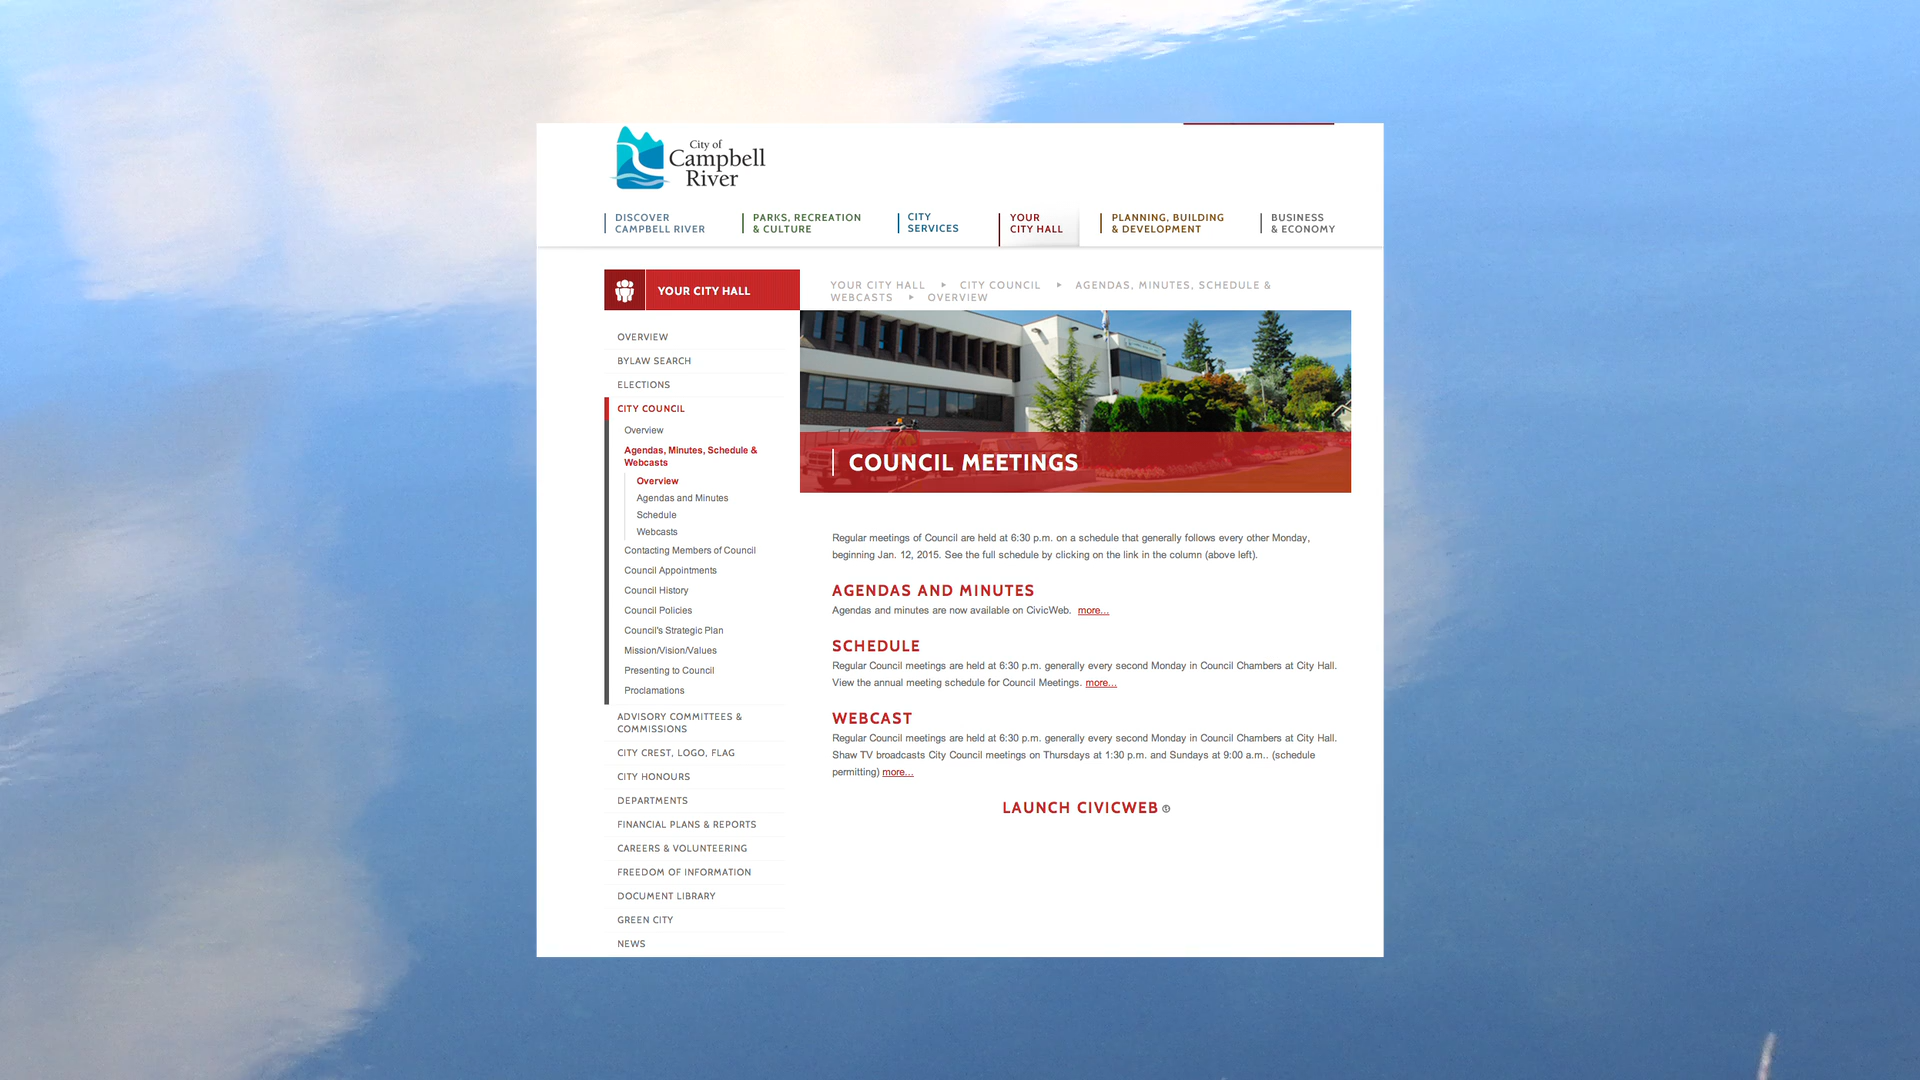 City of
Campbell
River
DISCOVER
CAMPBELL RIVER
PARKS, RECREATION
& CULTURE
CITY
SERVICES
YOUR
CITY HALL
PLANNING, BUILDING
& DEVELOPMENT
BUSINESS
& ECONOMY
YOUR CITY HALL
OVERVIEW
BYLAW SEARCH
ELECTIONS
CITY COUNCIL
Overview
Agendas, Minutes, Schedule &
Webcasts
Overview
Agendas and Minutes
Schedule
Webcasts
Contacting Members of Council
Council Appointments
Council History
Council Policies
Council's Strategic Plan
Mission/Vision/Values
Presenting to Council
Proclamations
ADVISORY COMMITTEES &
COMMISSIONS
CITY CREST, LOGO, FLAG
CITY HONOURS
DEPARTMENTS
FINANCIAL PLANS & REPORTS
CAREERS & VOLUNTEERING
FREEDOM OF INFORMATION
DOCUMENT LIBRARY
GREEN CITY
NEWS
YOUR CITY HALL ▸ CITY COUNCIL ▸ AGENDAS, MINUTES, SCHEDULE &
WEBCASTS ▸ OVERVIEW
COUNCIL MEETINGS
Regular meetings of Council are held at 6:30 p.m. on a schedule that generally follows every other Monday,
beginning Jan. 12, 2015. See the full schedule by clicking on the link in the column (above left).
AGENDAS AND MINUTES
Agendas and minutes are now available on CivicWeb. more...
SCHEDULE
Regular Council meetings are held at 6:30 p.m. generally every second Monday in Council Chambers at City Hall.
View the annual meeting schedule for Council Meetings. more...
WEBCAST
Regular Council meetings are held at 6:30 p.m. generally every second Monday in Council Chambers at City Hall.
Shaw TV broadcasts City Council meetings on Thursdays at 1:30 p.m. and Sundays at 9:00 a.m.. (schedule
permitting) more...
LAUNCH CIVICWEB